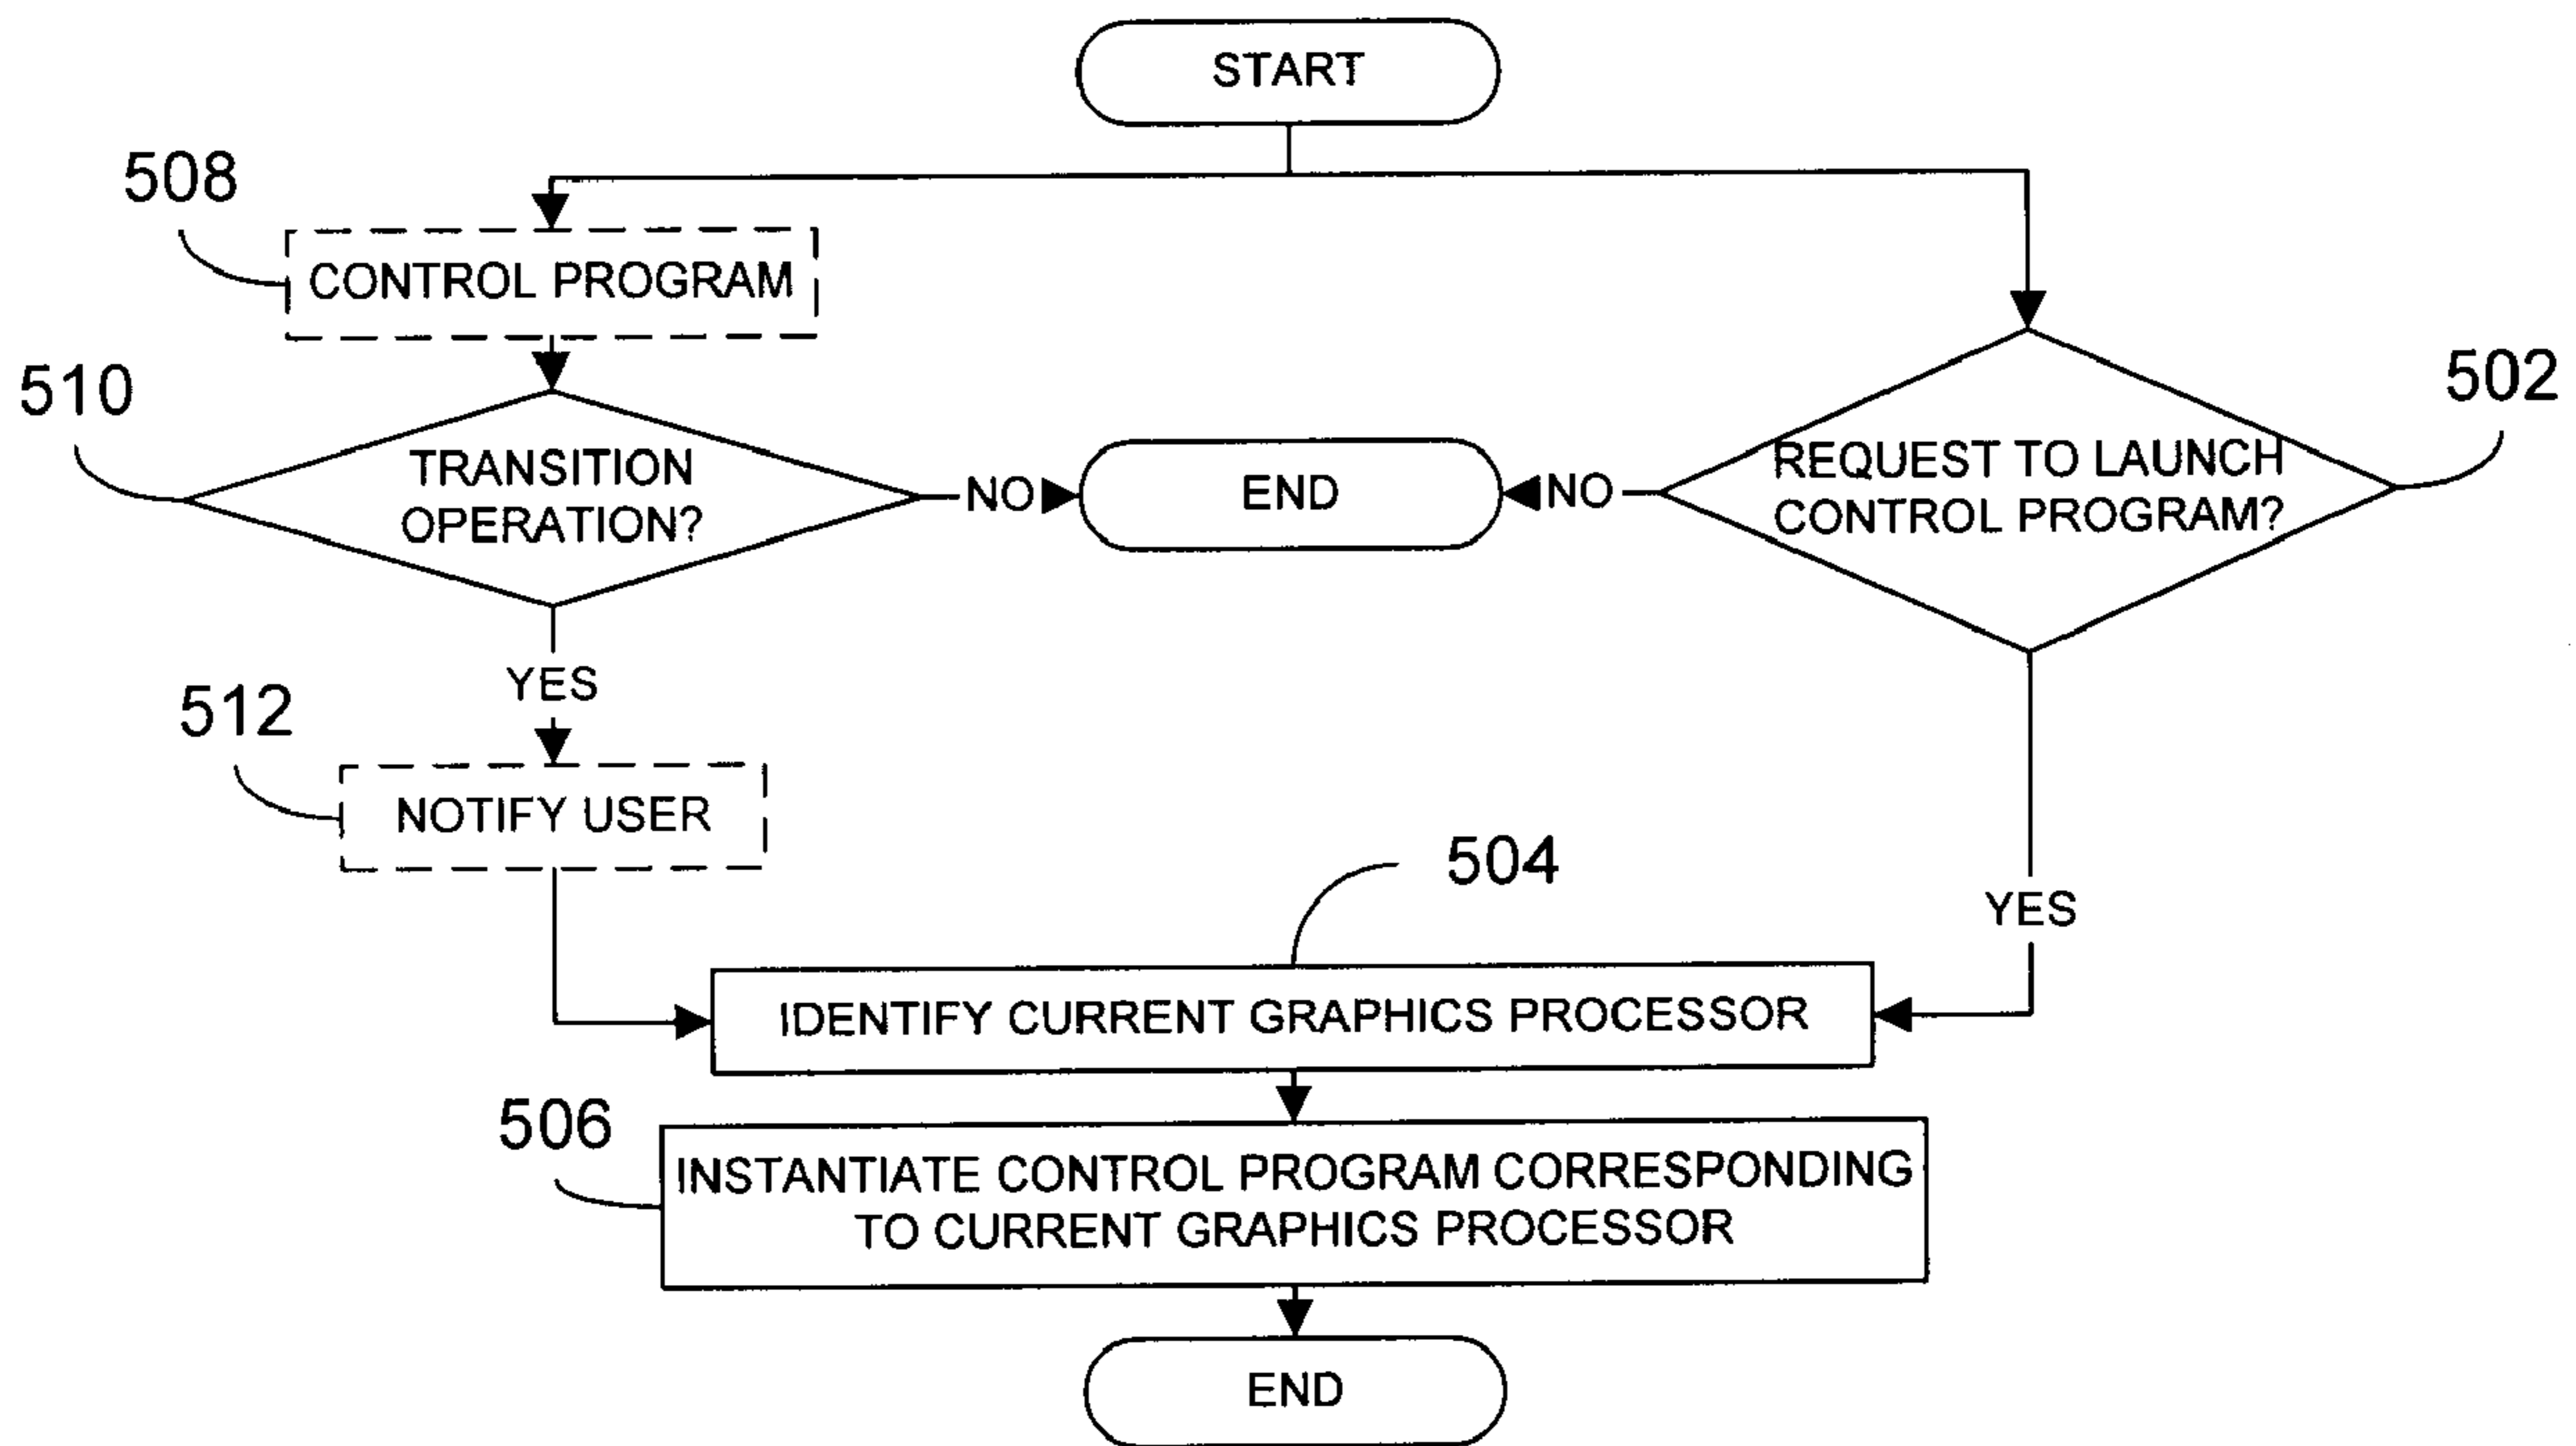 START
508
CONTROL PROGRAM
510
502
TRANSITION
OPERATION?
NO
END
NO
REQUEST TO LAUNCH
CONTROL PROGRAM?
YES
512
NOTIFY USER
504
YES
IDENTIFY CURRENT GRAPHICS PROCESSOR
506
INSTANTIATE CONTROL PROGRAM CORRESPONDING
TO CURRENT GRAPHICS PROCESSOR
END